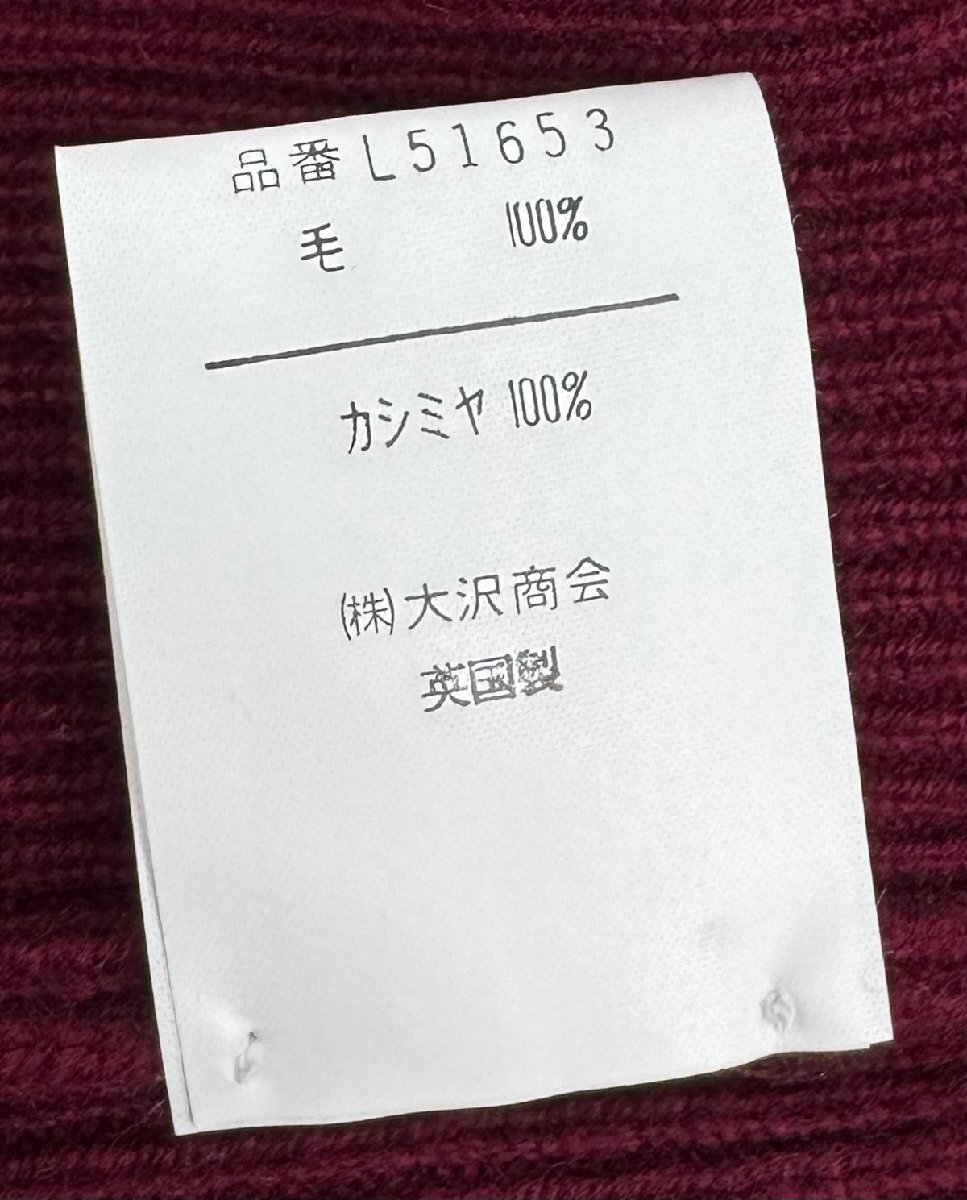 品番 L51653
毛 100%
カシミヤ 100%
(株)大沢商会
英国製